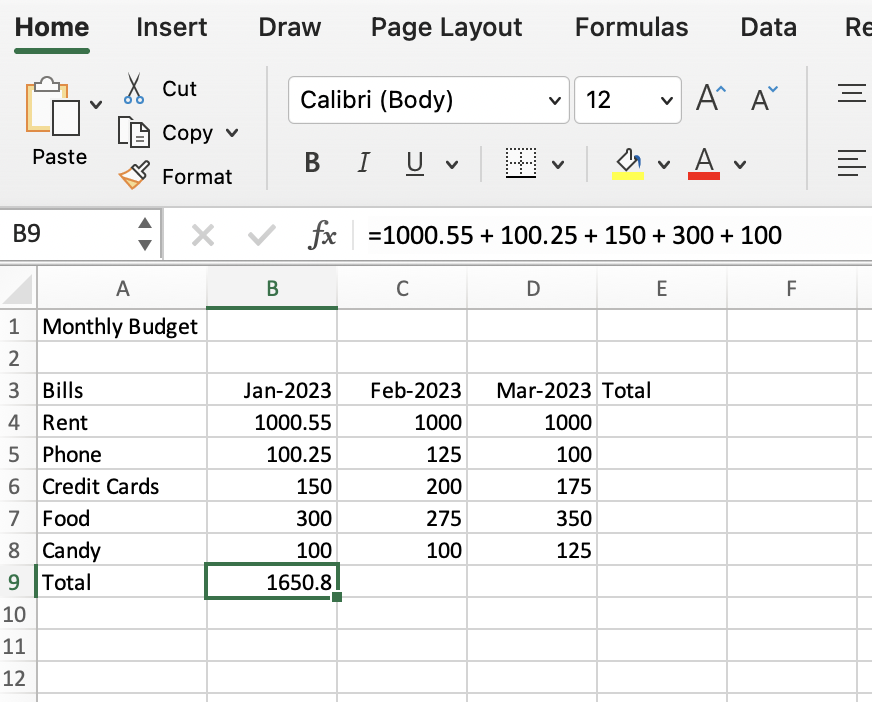 Home Insert Draw Page Layout Formulas Data Re
Cut
Calibri (Body) 12 A A
Copy
Paste B I U A
Format
B9 fx =1000.55 + 100.25 + 150 + 300 + 100
A B C D E F
1 Monthly Budget
2
3 Bills Jan-2023 Feb-2023 Mar-2023 Total
4 Rent 1000.55 1000 1000
5 Phone 100.25 125 100
6 Credit Cards 150 200 175
7 Food 300 275 350
8 Candy 100 100 125
9 Total 1650.8
10
11
12